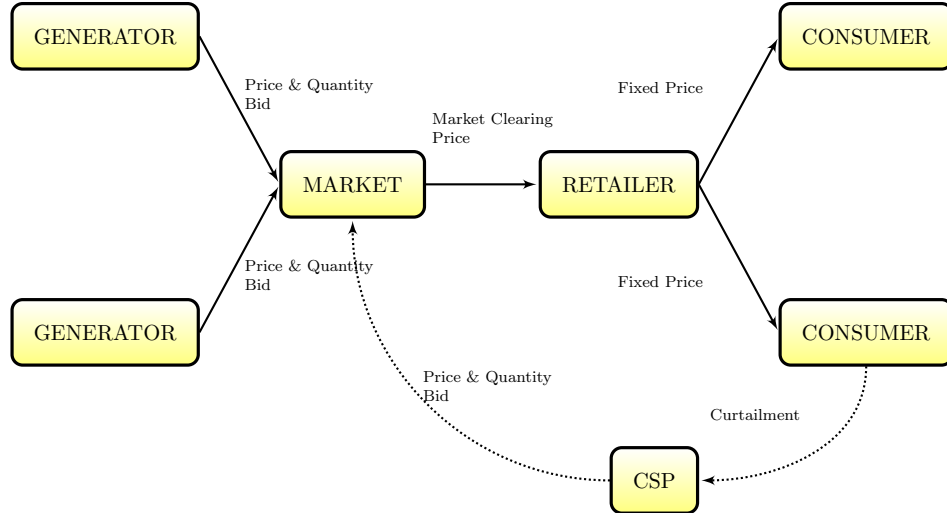 GENERATOR
CONSUMER
Price & Quantity
Bid
Fixed Price
Market Clearing
Price
MARKET
RETAILER
Price & Quantity
Bid
Fixed Price
GENERATOR
CONSUMER
Price & Quantity
Bid
Curtailment
CSP